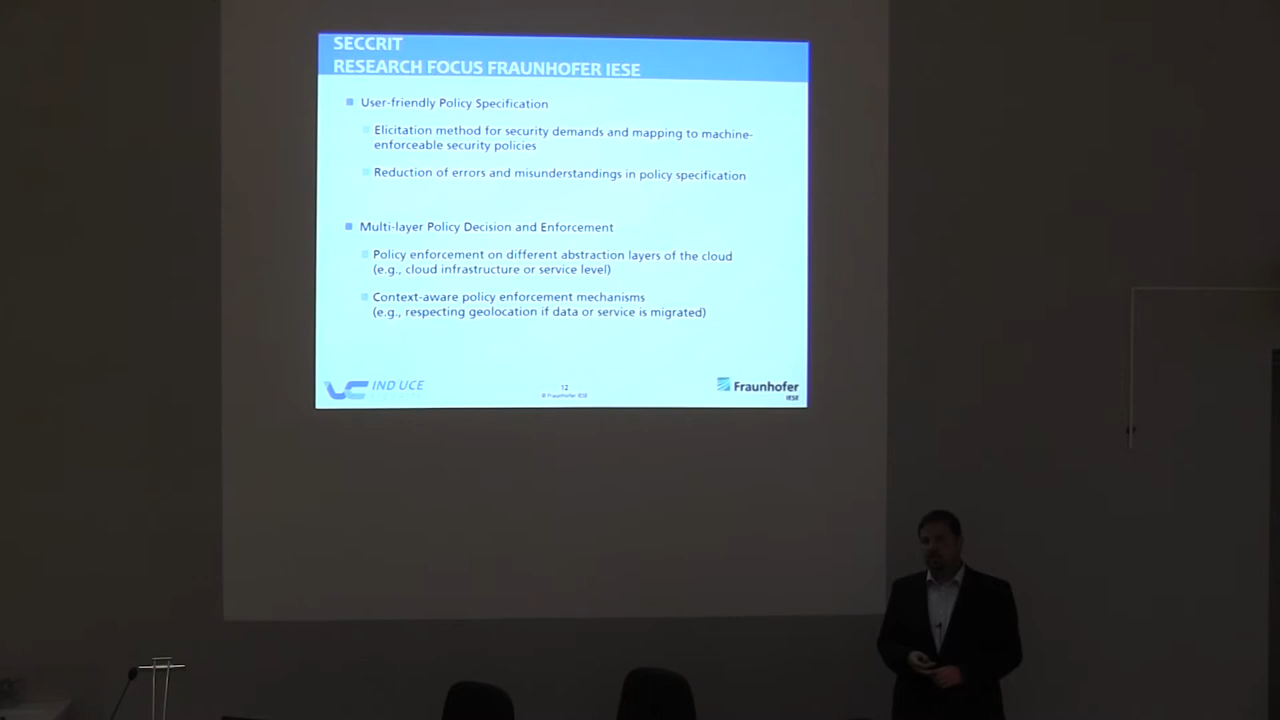 SECCRIT
RESEARCH FOCUS FRAUNHOFER IESE
User-friendly Policy Specification
Elicitation method for security demands and mapping to machine-
enforceable security policies
Reduction of errors and misunderstandings in policy specification
Multi-layer Policy Decision and Enforcement
Policy enforcement on different abstraction layers of the cloud
(e.g., cloud infrastructure or service level)
Context-aware policy enforcement mechanisms
(e.g., respecting geolocation if data or service is migrated)
IND UCE
12
© Fraunhofer IESE
Fraunhofer
IESE